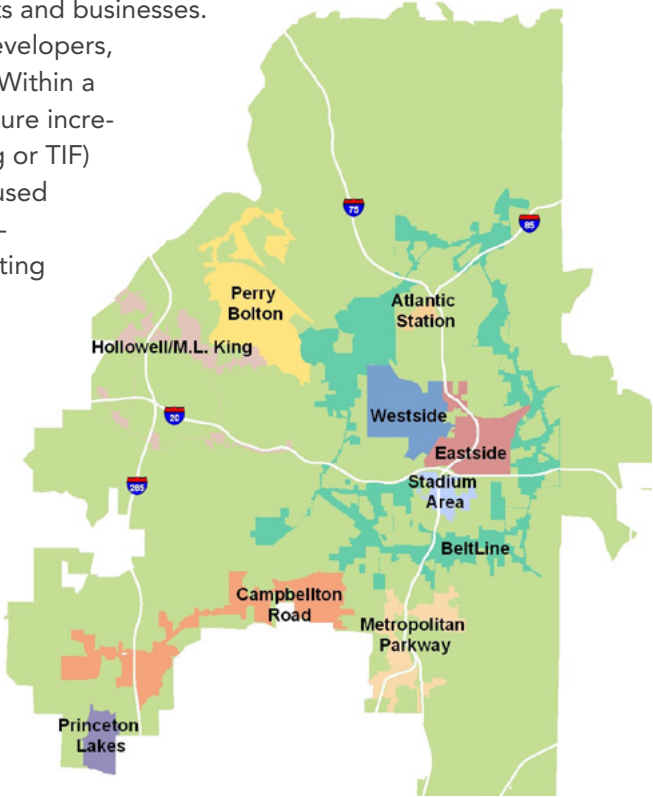 ts and businesses.
evelopers,
Within a
ture incre-
g or TIF)
used
-
ting
75
85
Perry
Bolton
Atlantic
Station
Hollowell/M.L. King
20
Westside
Eastside
285
Stadium
Area
BeltLine
Campbellton
Road
Metropolitan
Parkway
Princeton
Lakes